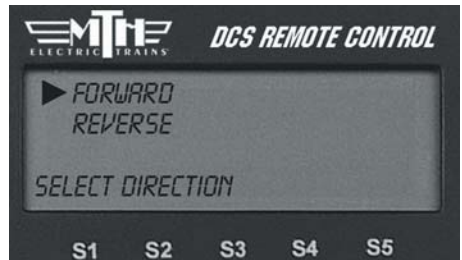 MTH
ELECTRIC TRAINS
DCS REMOTE CONTROL
▶ FORWARD
REVERSE
SELECT DIRECTION
S1 S2 S3 S4 S5